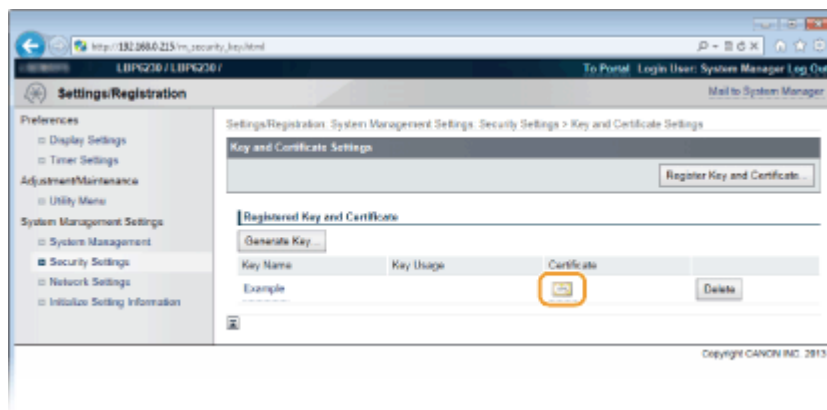 http://192.168.0.215/m_security_key.html
LBP6230 / LBP6230 /
To Portal Login User: System Manager Log Out
Settings/Registration
Mail to System Manager
Preferences
Display Settings
Timer Settings
Adjustment/Maintenance
Utility Menu
System Management Settings
System Management
Security Settings
Network Settings
Initialize Setting Information
Settings/Registration: System Management Settings: Security Settings > Key and Certificate Settings
Key and Certificate Settings
Register Key and Certificate...
Registered Key and Certificate
Generate Key...
Key Name Key Usage Certificate
Example Delete
Copyright CANON INC. 2013